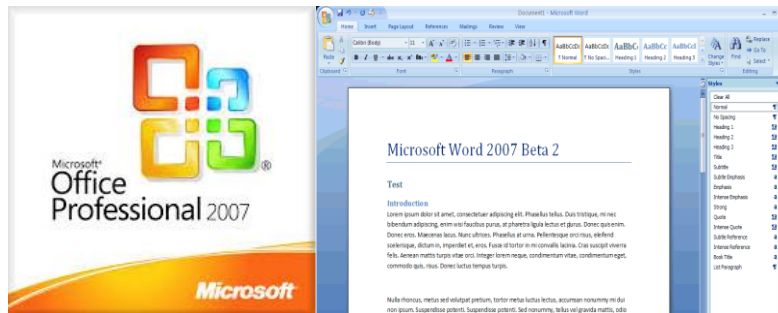 Microsoft®
Office
Professional 2007
®
Microsoft
Document1 - Microsoft Word
Home Insert Page Layout References Mailings Review View
Calibri (Body) 11
Paste
B I U abe x, x' Aa
AaBbCcDc AaBbCcDc AaBbC AaBbCc AaBbCcI
¶ Normal ¶ No Spaci... Heading 1 Heading 2 Heading 3
Change Styles
Find
Replace
Go To
Select
Clipboard Font Paragraph Styles Editing
Microsoft Word 2007 Beta 2
Test
Introduction
Lorem ipsum dolor sit amet, consectetuer adipiscing elit. Phasellus tellus. Duis tristique, mi nec
bibendum adipiscing, enim wisi faucibus purus, at pharetra ligula lectus et purus. Donec quis enim.
Donec eros. Maecenas lacus. Nunc ultrices. Phasellus at urna. Pellentesque orci risus, eleifend
scelerisque, dictum in, imperdiet et, eros. Fusce id tortor in mi convallis lacinia. Cras suscipit viverra
felis. Aenean mattis turpis vitae orci. Integer lorem neque, condimentum vitae, condimentum eget,
commodo quis, risus. Donec luctus tempus turpis.
Nulla rhoncus, metus sed volutpat pretium, tortor metus luctus lectus, accumsan nonummy mi dui
non ipsum. Suspendisse potenti. Suspendisse potenti. Sed nonummy, tellus vel gravida mattis, odio
Styles
Clear All
Normal
No Spacing
Heading 1
Heading 2
Heading 3
Title
Subtitle
Subtle Emphasis
Emphasis
Intense Emphasis
Strong
Quote
Intense Quote
Subtle Reference
Intense Reference
Book Title
List Paragraph